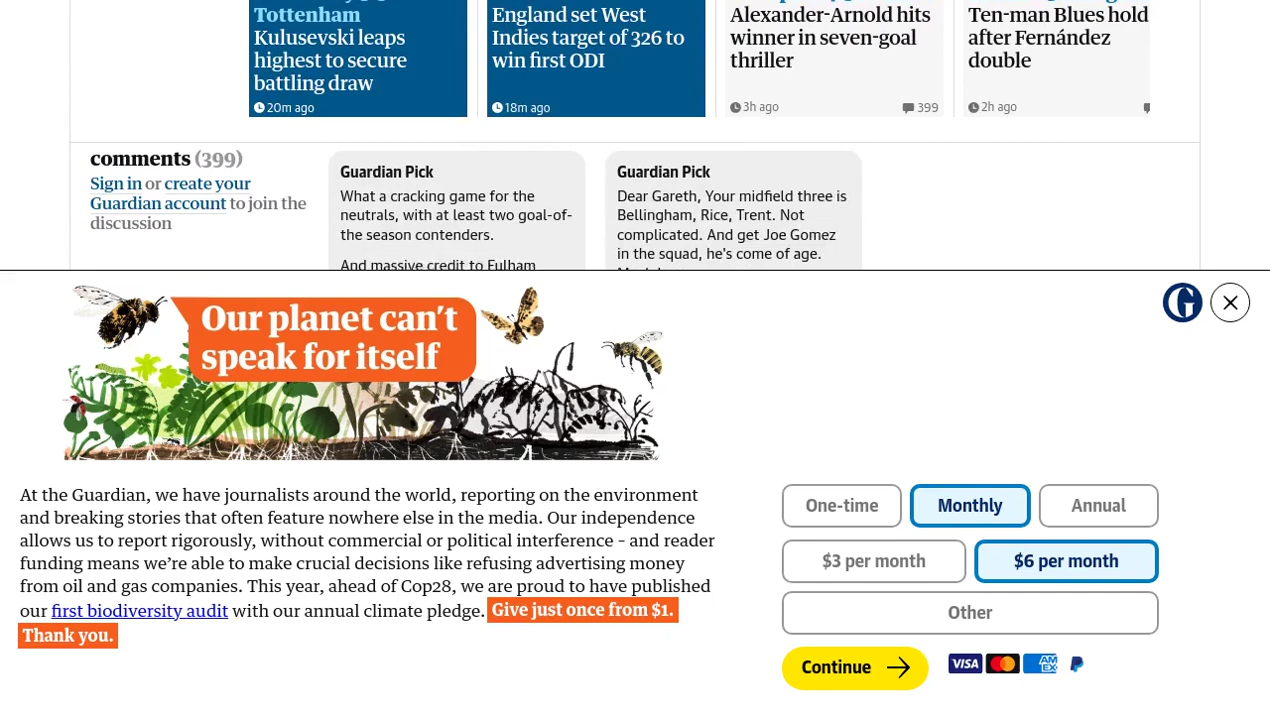 Tottenham
Kulusevski leaps
highest to secure
battling draw
20m ago
England set West
Indies target of 326 to
win first ODI
18m ago
Alexander-Arnold hits
winner in seven-goal
thriller
3h ago
399
Ten-man Blues hold
after Fernández
double
2h ago
comments (399)
Sign in or create your
Guardian account to join the
discussion
Guardian Pick
What a cracking game for the
neutrals, with at least two goal-of-
the season contenders.
And massive credit to Fulham
Guardian Pick
Dear Gareth, Your midfield three is
Bellingham, Rice, Trent. Not
complicated. And get Joe Gomez
in the squad, he's come of age.
Our planet can't
speak for itself
G
At the Guardian, we have journalists around the world, reporting on the environment
and breaking stories that often feature nowhere else in the media. Our independence
allows us to report rigorously, without commercial or political interference – and reader
funding means we're able to make crucial decisions like refusing advertising money
from oil and gas companies. This year, ahead of Cop28, we are proud to have published
our first biodiversity audit with our annual climate pledge. Give just once from $1.
Thank you.
One-time
Monthly
Annual
$3 per month
$6 per month
Other
Continue
VISA
AM
EX